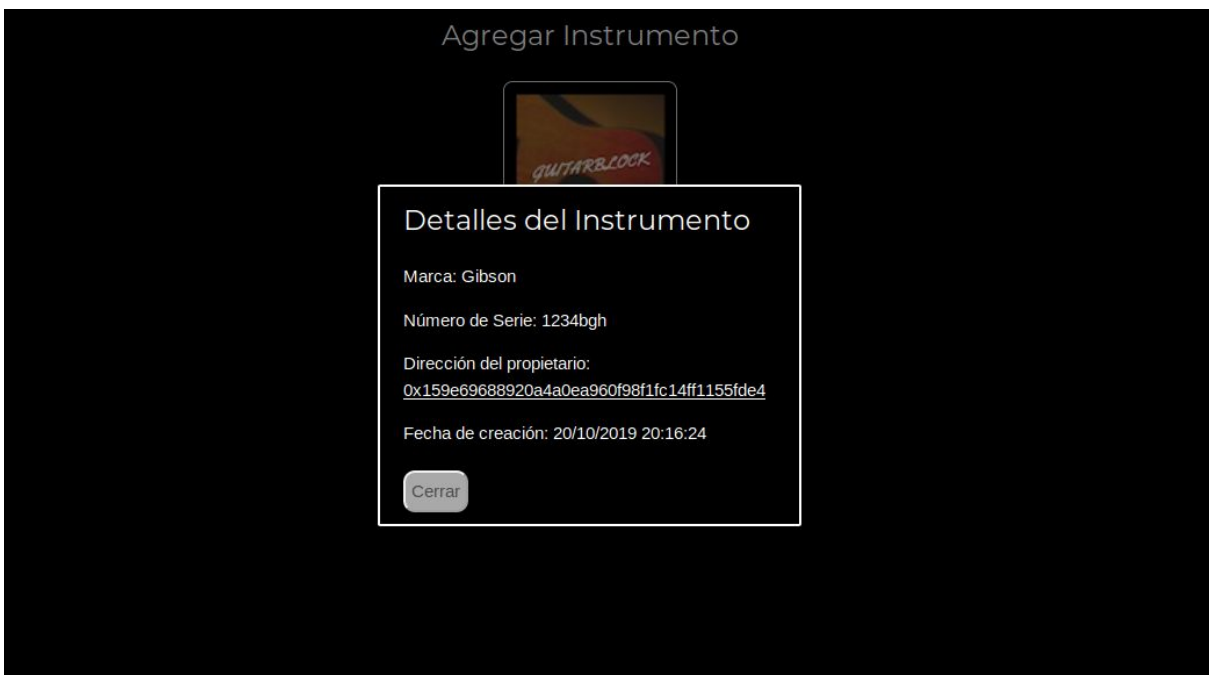 Agregar Instrumento
GUITARBLOCK
Detalles del Instrumento
Marca: Gibson
Número de Serie: 1234bgh
Dirección del propietario:
0x159e69688920a4a0ea960f98f1fc14ff1155fde4
Fecha de creación: 20/10/2019 20:16:24
Cerrar